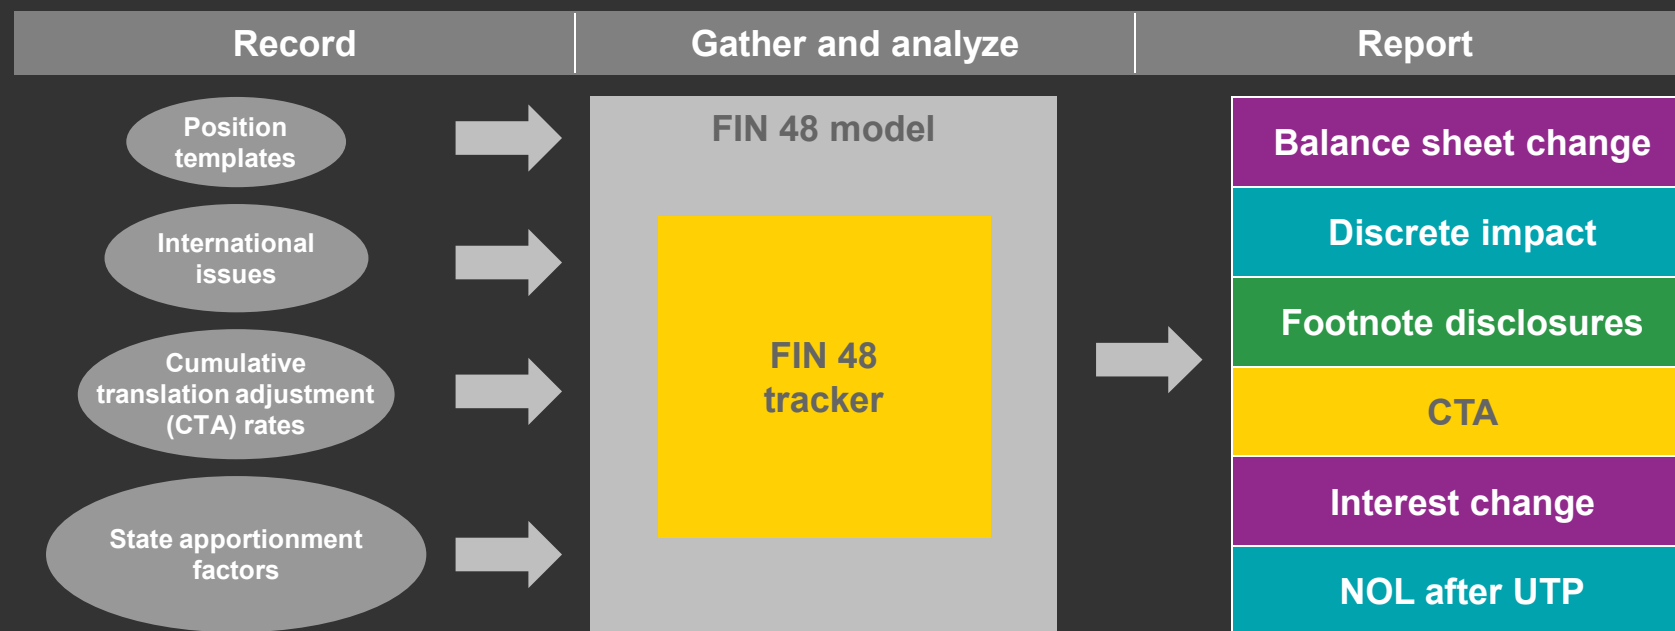 Record
Gather and analyze
Report
Position
templates
International
issues
Cumulative
translation adjustment
(CTA) rates
State apportionment
factors
FIN 48 model
FIN 48
tracker
Balance sheet change
Discrete impact
Footnote disclosures
CTA
Interest change
NOL after UTP